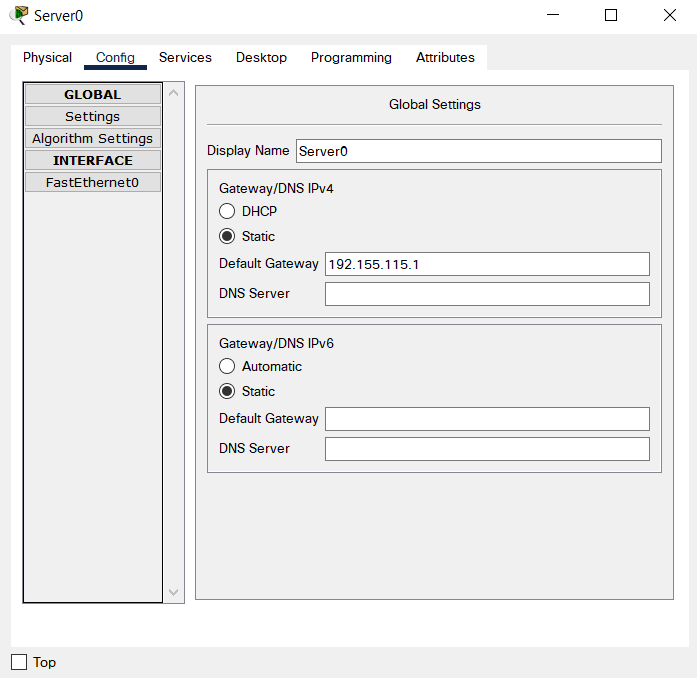 Server0
Physical Config Services Desktop Programming Attributes
GLOBAL
Settings
Algorithm Settings
INTERFACE
FastEthernet0
Global Settings
Display Name Server0
Gateway/DNS IPv4
DHCP
Static
Default Gateway 192.155.115.1
DNS Server
Gateway/DNS IPv6
Automatic
Static
Default Gateway
DNS Server
Top